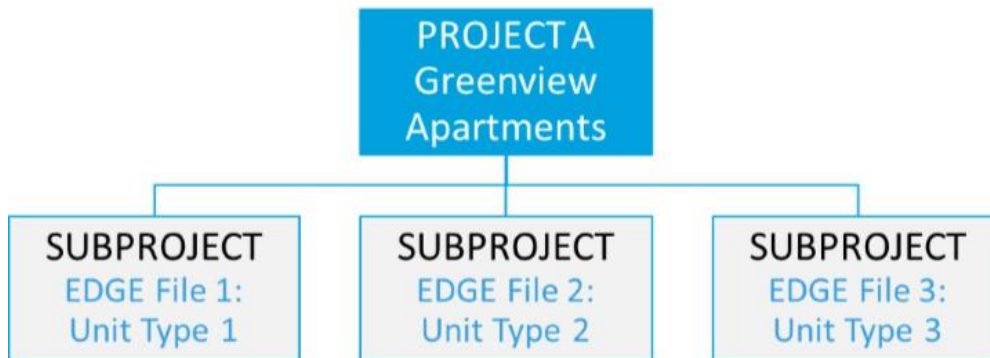 PROJECT A
Greenview
Apartments
SUBPROJECT
EDGE File 1:
Unit Type 1
SUBPROJECT
EDGE File 2:
Unit Type 2
SUBPROJECT
EDGE File 3:
Unit Type 3